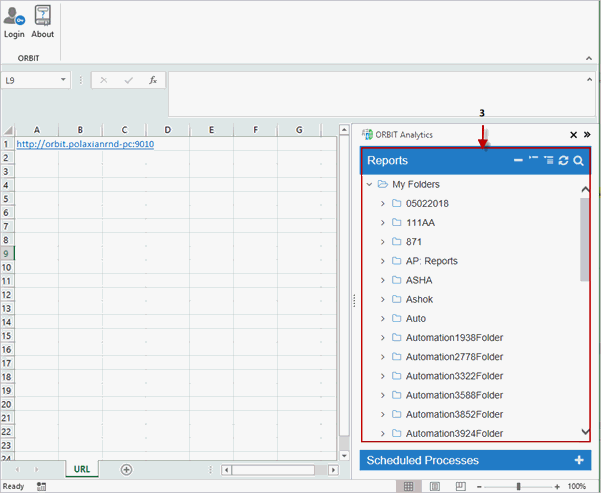 Login About
ORBIT
L9
fx
3
A B C D E F G
ORBIT Analytics
1 http://orbit.polaxianrnd-pc:9010
Reports
2
My Folders
3
05022018
4
111AA
5
871
6
AP: Reports
7
ASHA
8
Ashok
9
Auto
10
Automation1938Folder
11
Automation2778Folder
12
Automation3322Folder
13
Automation3588Folder
14
Automation3852Folder
15
Automation3924Folder
16
17
18
19
20
21
22
23
24
Scheduled Processes
URL
Ready
100%